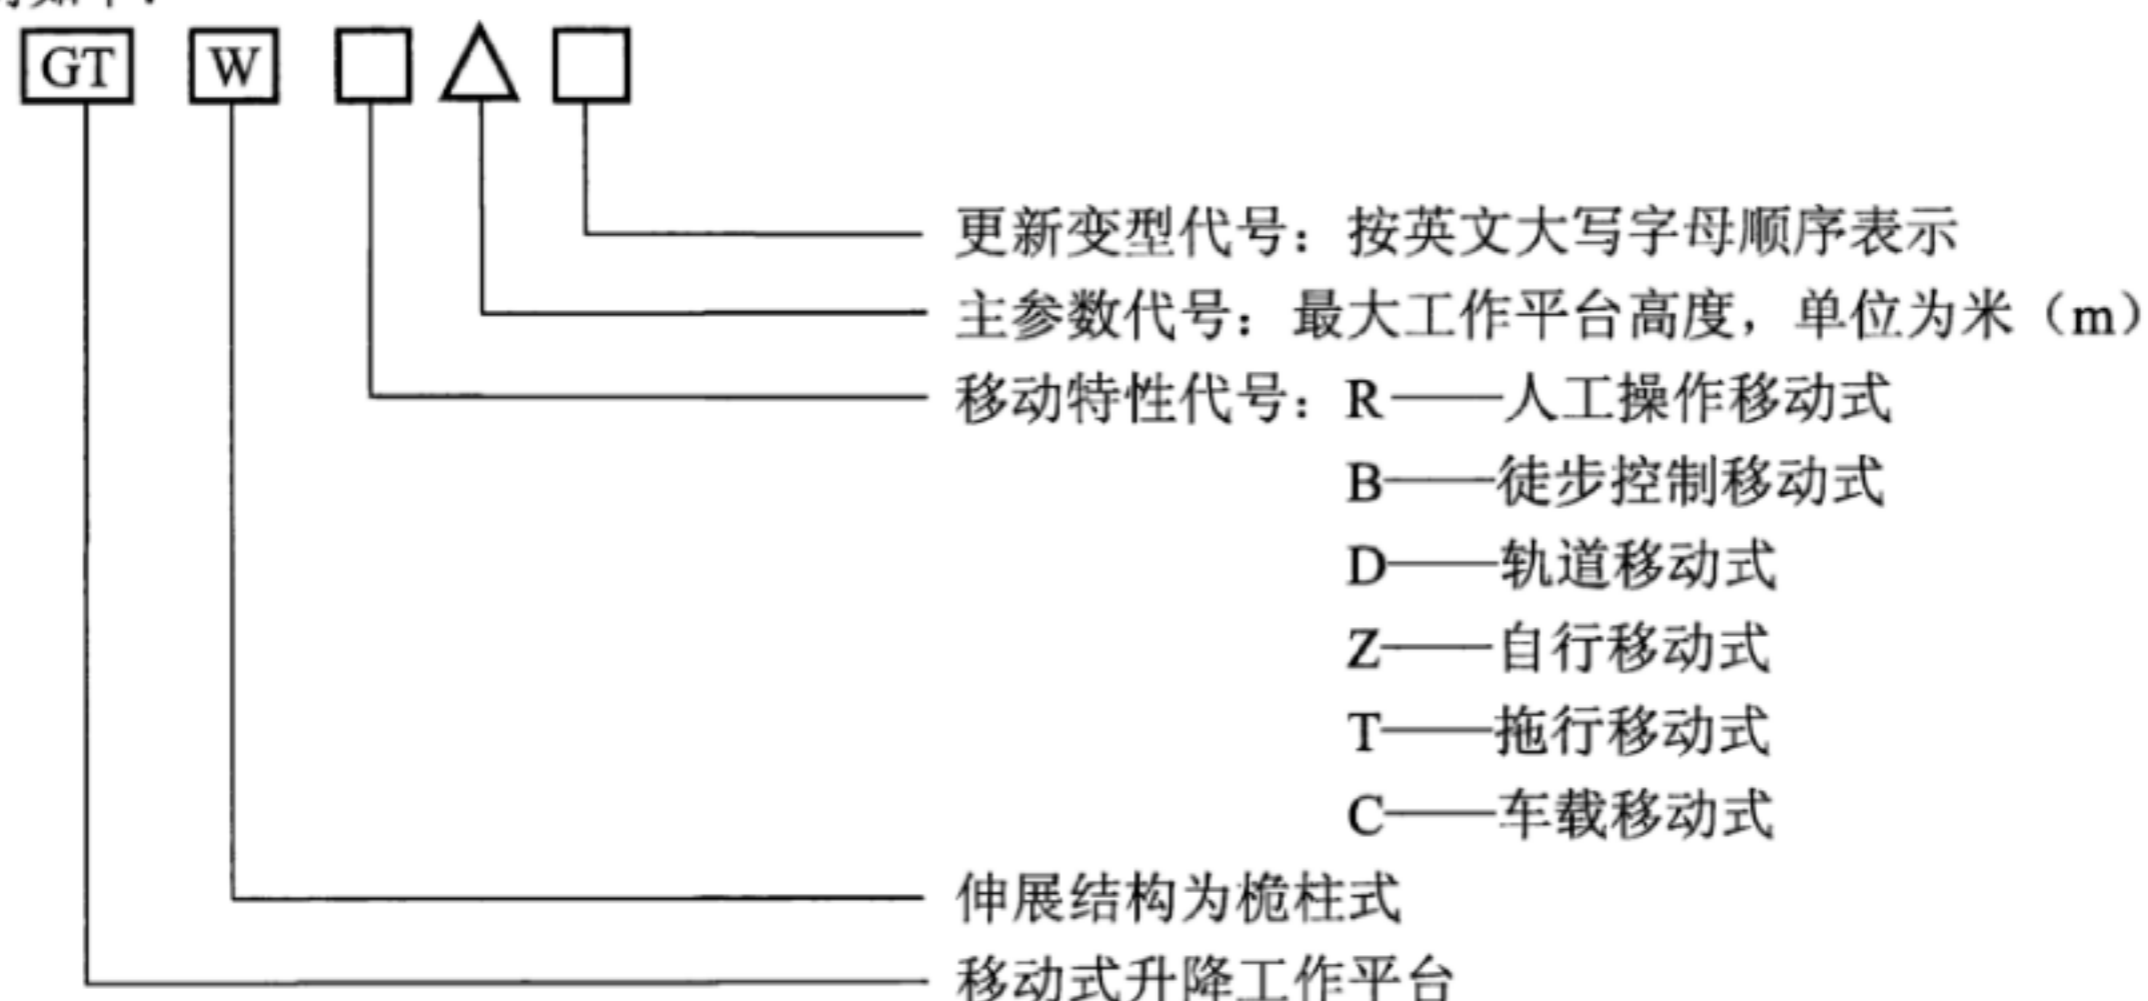 GT W
更新变型代号：按英文大写字母顺序表示
主参数代号：最大工作平台高度，单位为米（m）
移动特性代号：R——人工操作移动式
B——徒步控制移动式
D——轨道移动式
Z——自行移动式
T——拖行移动式
C——车载移动式
伸展结构为桅柱式
移动式升降工作平台